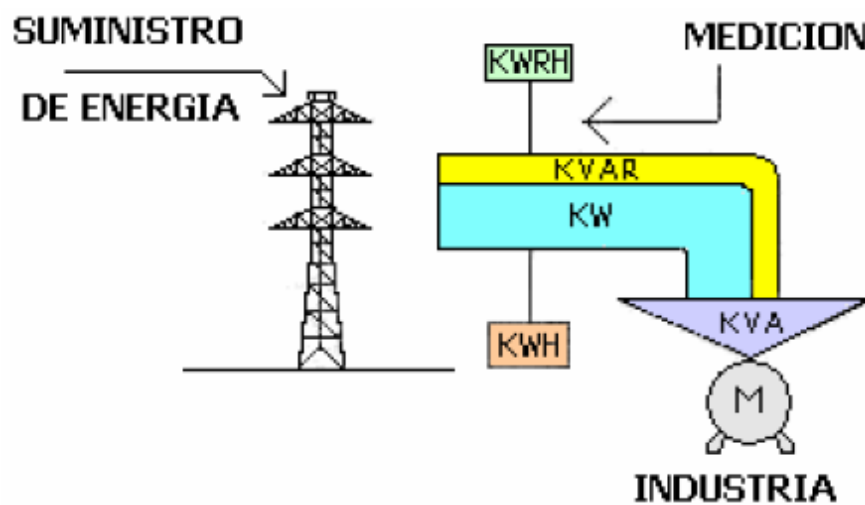 SUMINISTRO
DE ENERGIA
MEDICION
KWRH
KVAR
KW
KWH
KVA
M
INDUSTRIA